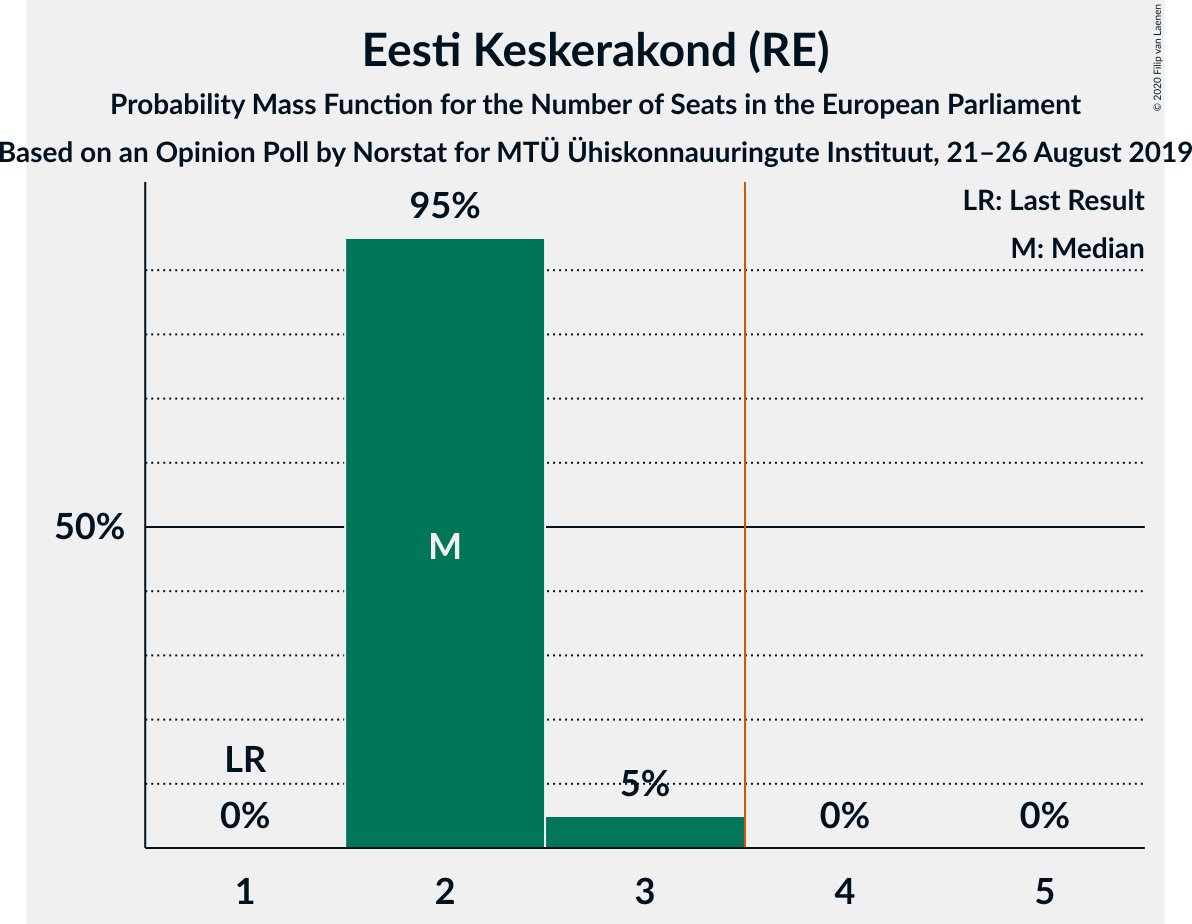 Eesti Keskerakond (RE)
Probability Mass Function for the Number of Seats in the European Parliament
Based on an Opinion Poll by Norstat for MTÜ Ühiskonnauuringute Instituut, 21–26 August 2019
© 2020 Filip van Laenen
LR: Last Result
M: Median
95%
50%
M
LR
0%
5%
0%
0%
1
2
3
4
5